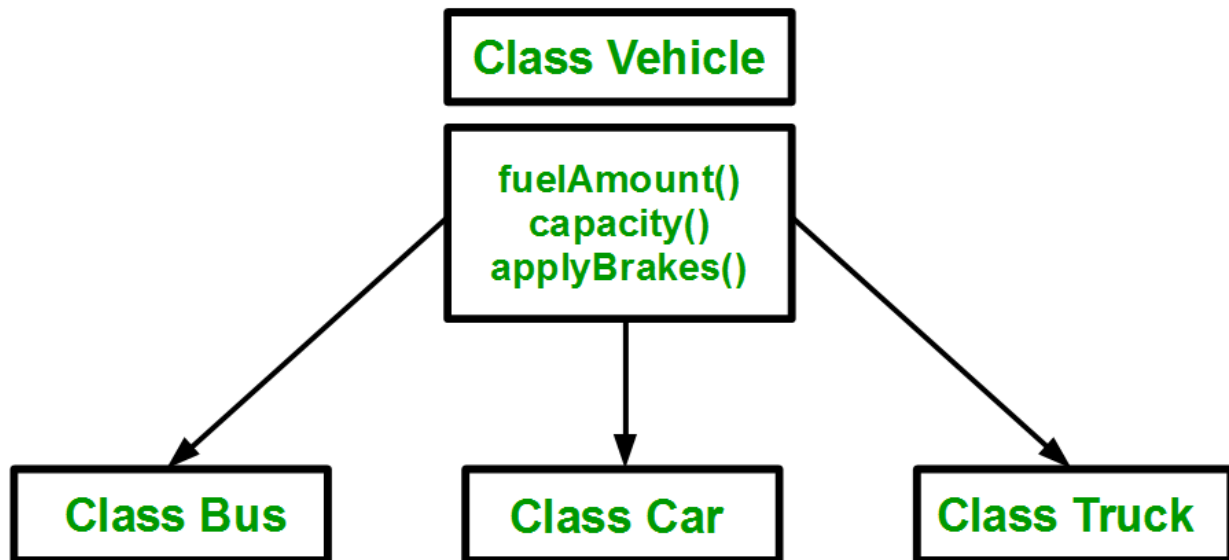 Class Vehicle
fuelAmount()
capacity()
applyBrakes()
Class Bus
Class Car
Class Truck